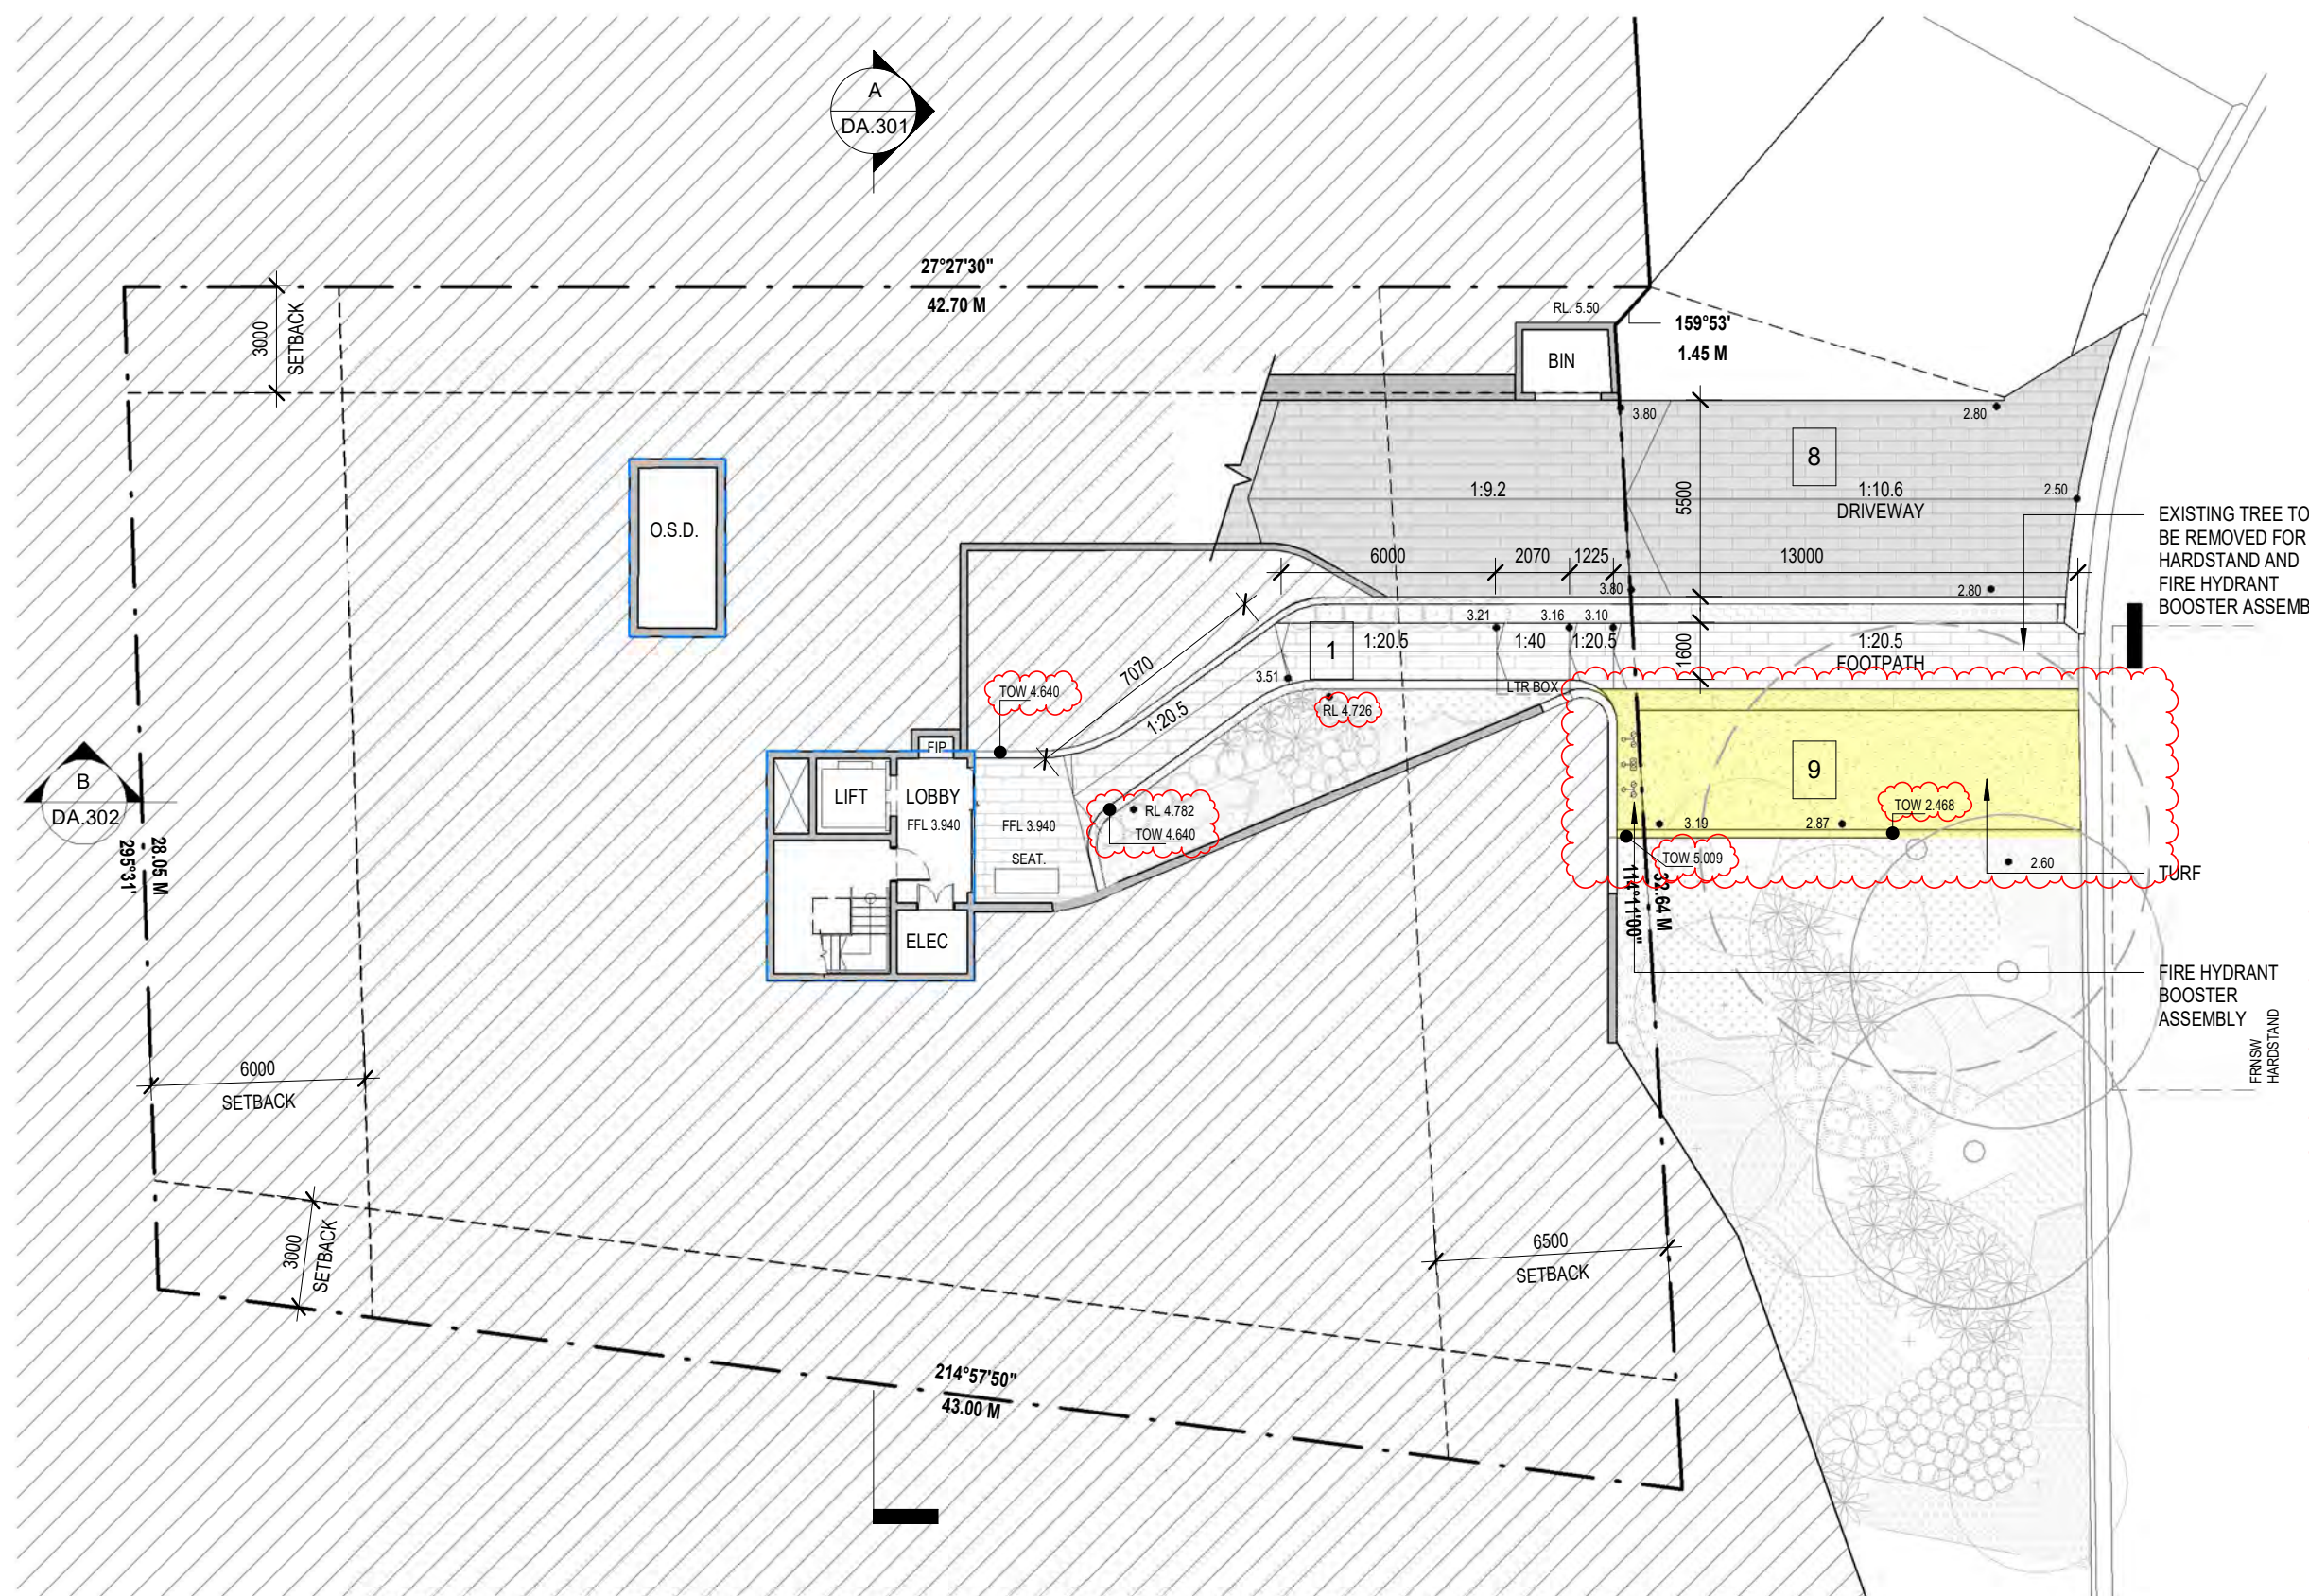 A
DA.301
27°27'30"
42.70 M
3000
SETBACK
RL. 5.50
159°53'
1.45 M
BIN
3.80
2.80
8
O.S.D.
1:9.2
5500
1:10.6
DRIVEWAY
2.50
EXISTING TREE TO
BE REMOVED FOR
HARDSTAND AND
FIRE HYDRANT
BOOSTER ASSEMB
6000
2070
1225
13000
3.80
2.80
3.21
3.16
3.10
1
1:20.5
1:40
1:20.5
1600
1:20.5
FOOTPATH
7070
3.51
LTR BOX
TOW 4.640
RL 4.726
1:20.5
FIP
LIFT
LOBBY
FFL 3.940
FFL 3.940
SEAT.
ELEC
RL 4.782
TOW 4.640
9
TOW 2.468
3.19
2.87
TOW 5.009
2.60
TURF
B
DA.302
28.05 M
295°31'
32.64 M
114°11'00"
FIRE HYDRANT
BOOSTER
ASSEMBLY
FRNSW
HARDSTAND
6000
SETBACK
3000
SETBACK
6500
SETBACK
214°57'50"
43.00 M